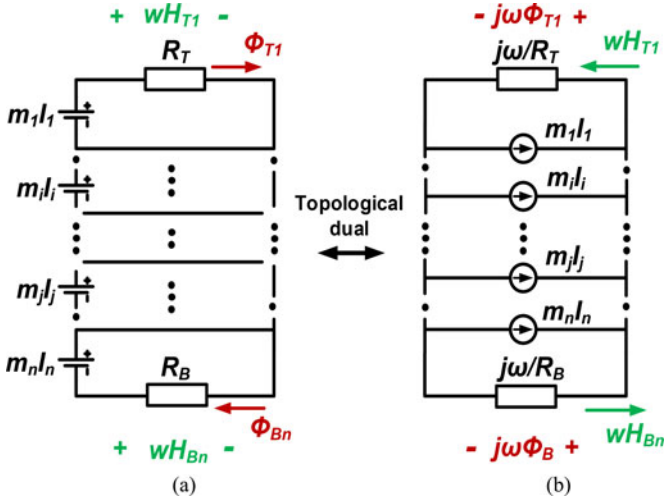 + wH_T1 -
Φ_T1
R_T
m_1I_1
m_iI_i
m_jI_j
m_nI_n
R_B
Φ_Bn
+ wH_Bn -
(a)
Topological
dual
- jωΦ_T1 +
wH_T1
jω/R_T
m_1I_1
m_iI_i
m_jI_j
m_nI_n
jω/R_B
wH_Bn
- jωΦ_B +
(b)